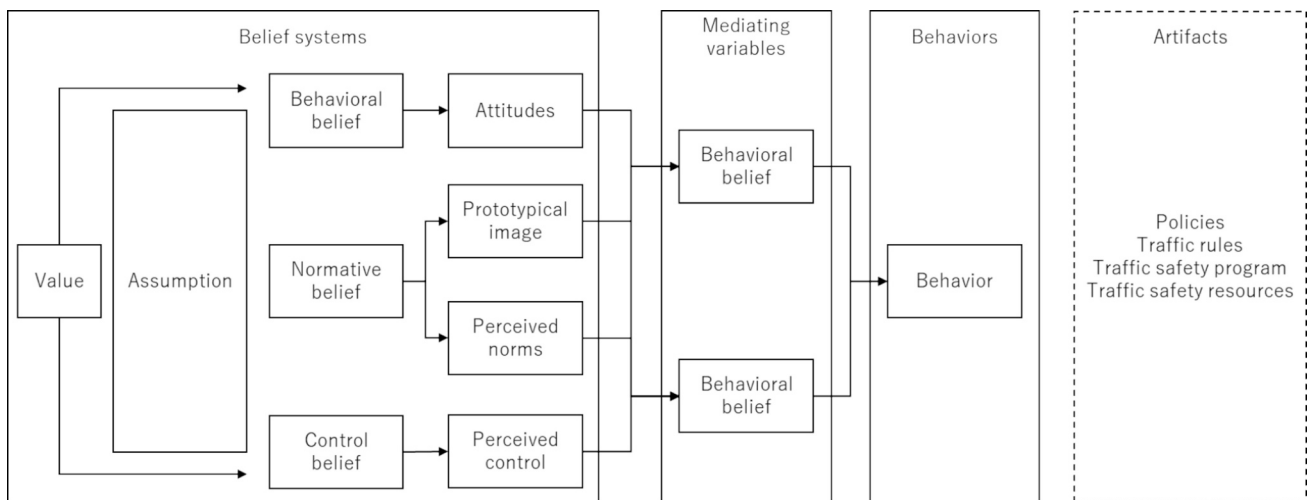 Belief systems
Value
Assumption
Behavioral
belief
Normative
belief
Control
belief
Attitudes
Prototypical
image
Perceived
norms
Perceived
control
Mediating
variables
Behavioral
belief
Behavioral
belief
Behaviors
Behavior
Artifacts
Policies
Traffic rules
Traffic safety program
Traffic safety resources